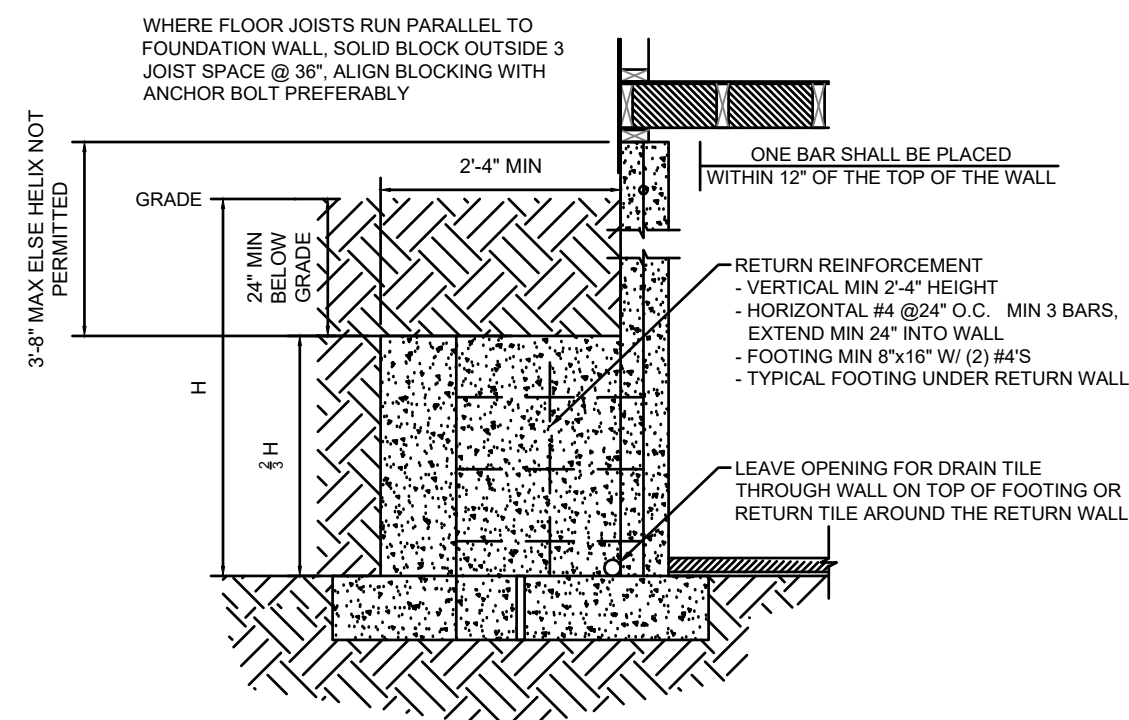 WHERE FLOOR JOISTS RUN PARALLEL TO
FOUNDATION WALL, SOLID BLOCK OUTSIDE 3
JOIST SPACE @ 36", ALIGN BLOCKING WITH
ANCHOR BOLT PREFERABLY
3'-8" MAX ELSE HELIX NOT
PERMITTED
GRADE
2'-4" MIN
ONE BAR SHALL BE PLACED
WITHIN 12" OF THE TOP OF THE WALL
24" MIN
BELOW
GRADE
H
2/3 H
RETURN REINFORCEMENT
- VERTICAL MIN 2'-4" HEIGHT
- HORIZONTAL #4 @24" O.C. MIN 3 BARS,
EXTEND MIN 24" INTO WALL
- FOOTING MIN 8"x16" W/ (2) #4'S
- TYPICAL FOOTING UNDER RETURN WALL
LEAVE OPENING FOR DRAIN TILE
THROUGH WALL ON TOP OF FOOTING OR
RETURN TILE AROUND THE RETURN WALL